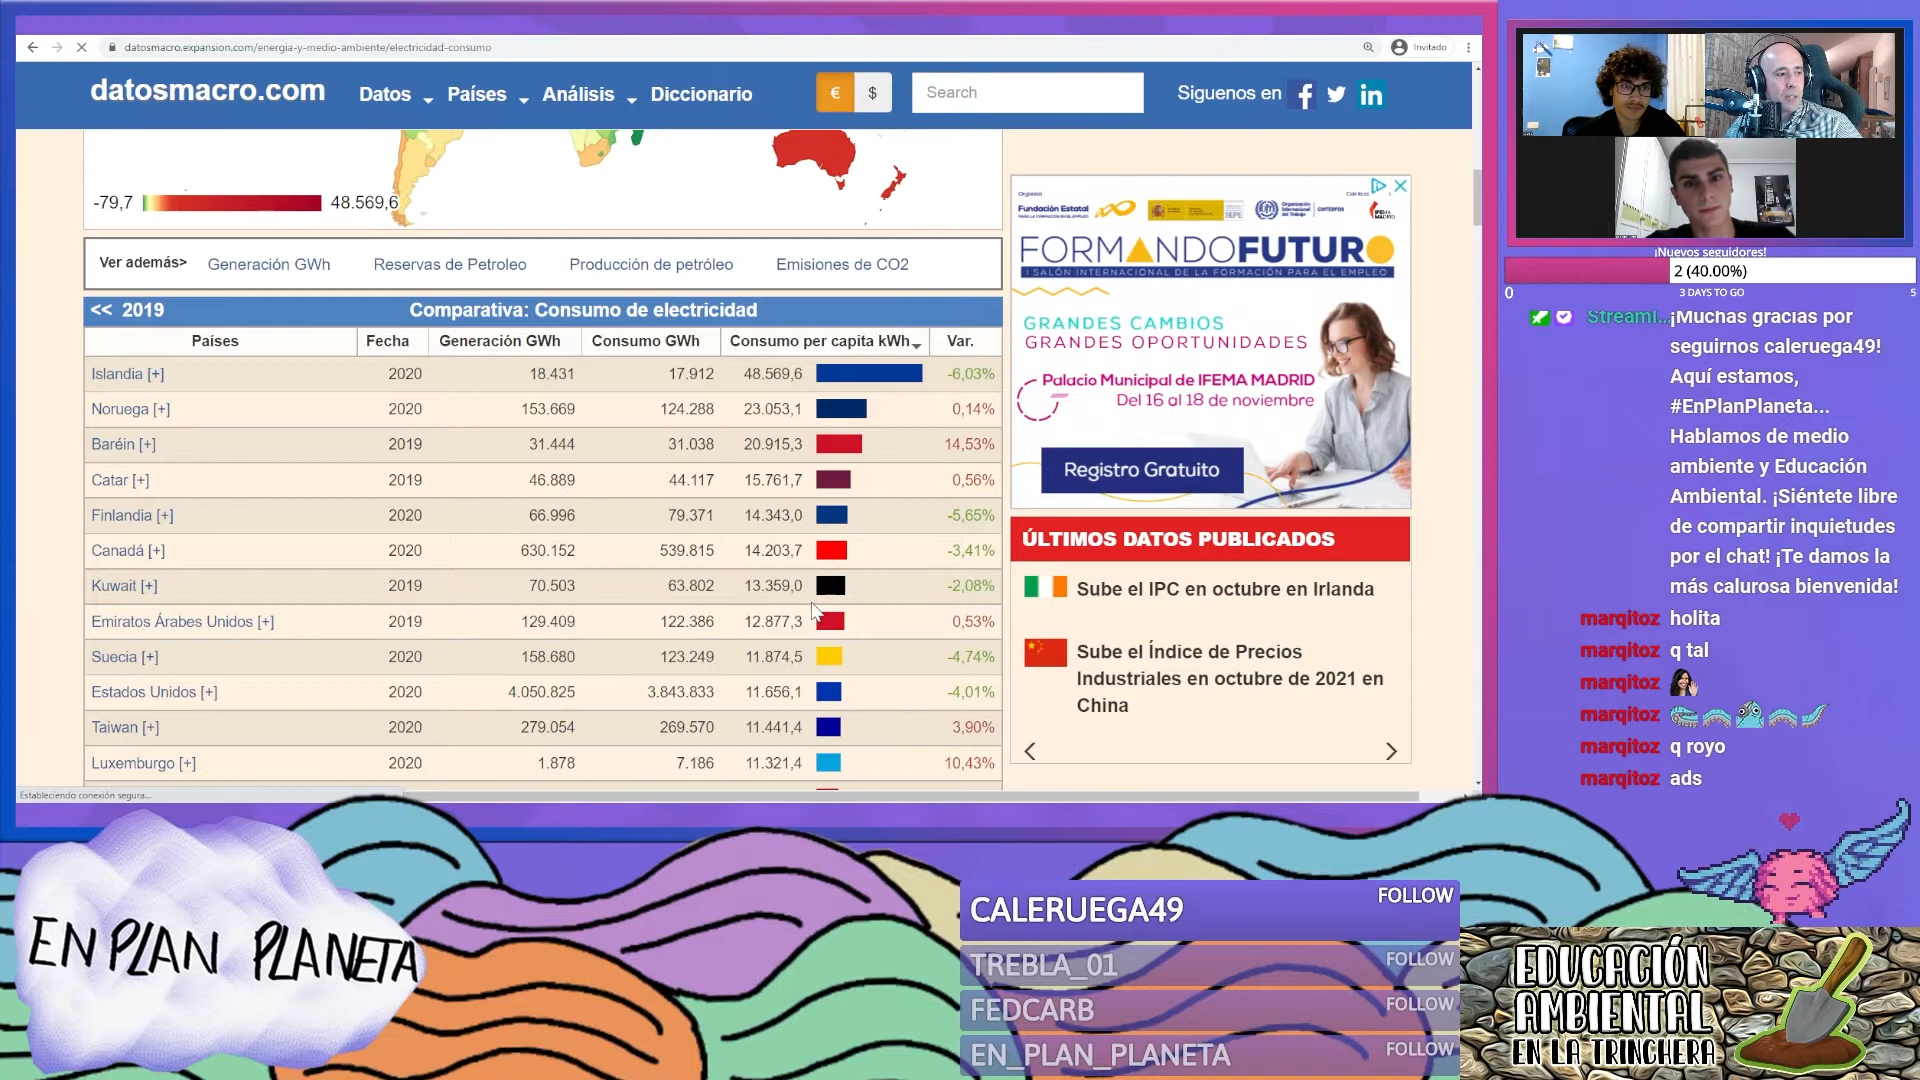 datosmacro.expansion.com/energia-y-medio-ambiente/electricidad-consumo
Invitado
datosmacro.com
Datos
Países
Análisis
Diccionario
€
$
Search
Siguenos en
-79,7
48.569,6
Ver además>
Generación GWh
Reservas de Petroleo
Producción de petróleo
Emisiones de CO2
<< 2019
Comparativa: Consumo de electricidad
Países Fecha Generación GWh Consumo GWh Consumo per capita kWh Var.
Islandia [+] 2020 18.431 17.912 48.569,6 -6,03%
Noruega [+] 2020 153.669 124.288 23.053,1 0,14%
Baréin [+] 2019 31.444 31.038 20.915,3 14,53%
Catar [+] 2019 46.889 44.117 15.761,7 0,56%
Finlandia [+] 2020 66.996 79.371 14.343,0 -5,65%
Canadá [+] 2020 630.152 539.815 14.203,7 -3,41%
Kuwait [+] 2019 70.503 63.802 13.359,0 -2,08%
Emiratos Árabes Unidos [+] 2019 129.409 122.386 12.877,3 0,53%
Suecia [+] 2020 158.680 123.249 11.874,5 -4,74%
Estados Unidos [+] 2020 4.050.825 3.843.833 11.656,1 -4,01%
Taiwan [+] 2020 279.054 269.570 11.441,4 3,90%
Luxemburgo [+] 2020 1.878 7.186 11.321,4 10,43%
Estableciendo conexión segura...
Fundación Estatal
SEPE
CINTERFOR
IFEMA
MADRID
FORMANDOFUTURO
I SALÓN INTERNACIONAL DE LA FORMACIÓN PARA EL EMPLEO
GRANDES CAMBIOS
GRANDES OPORTUNIDADES
Palacio Municipal de IFEMA MADRID
Del 16 al 18 de noviembre
Registro Gratuito
ÚLTIMOS DATOS PUBLICADOS
Sube el IPC en octubre en Irlanda
Sube el Índice de Precios
Industriales en octubre de 2021 en
China
¡Nuevos seguidores!
2 (40.00%)
0
3 DAYS TO GO
5
Streaml... ¡Muchas gracias por
seguirnos caleruega49!
Aquí estamos,
#EnPlanPlaneta...
Hablamos de medio
ambiente y Educación
Ambiental. ¡Siéntete libre
de compartir inquietudes
por el chat! ¡Te damos la
más calurosa bienvenida!
marqitoz holita
marqitoz q tal
marqitoz
marqitoz
marqitoz q royo
marqitoz ads
EN PLAN PLANETA
CALERUEGA49 FOLLOW
TREBLA_01 FOLLOW
FEDCARB FOLLOW
EN_PLAN_PLANETA FOLLOW
EDUCACIÓN
AMBIENTAL
EN LA TRINCHERA